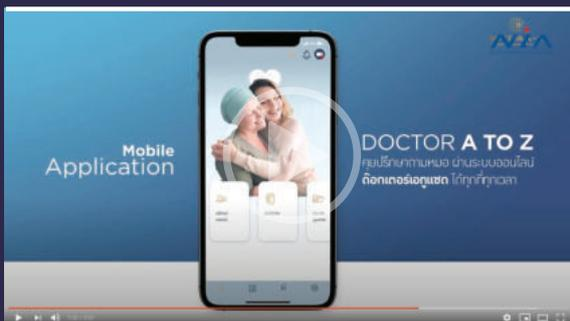 Mobile
Application
DOCTOR A TO Z
คุยปรึกษาถามหมอ ผ่านระบบออนไลน์
ด็อกเตอร์เอทูแซด ได้ทุกที่ทุกเวลา